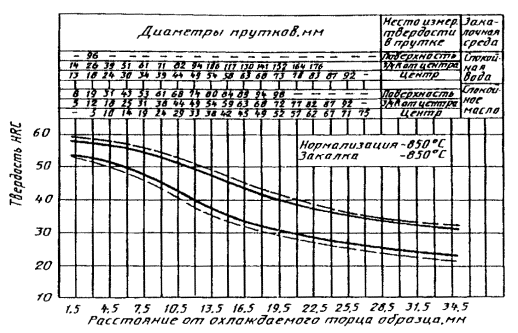 Диаметры прутков, мм
Место измер. твердости в прутке
Закалочная среда
– 96 – – – – – – – – – – – – Поверхность
14 26 39 51 61 71 82 94 106 117 130 141 152 164 176 3/4R от центра
13 18 24 30 34 39 44 49 54 58 63 68 73 78 83 87 92 – Центр
Спокойная вода
8 19 31 43 53 61 68 74 80 84 89 94 98 – – – – Поверхность
5 12 18 25 31 38 44 49 54 59 63 68 72 77 82 87 92 – 3/4R от центра
– 5 10 14 19 24 29 33 38 42 45 49 52 57 62 67 71 75 Центр
Спокойное масло
Твердость HRC
60
50
40
30
20
10
Нормализация –850°С
Закалка –850°С
1,5 4,5 7,5 10,5 13,5 16,5 19,5 22,5 25,5 28,5 31,5 34,5
Расстояние от охлаждаемого торца образца, мм